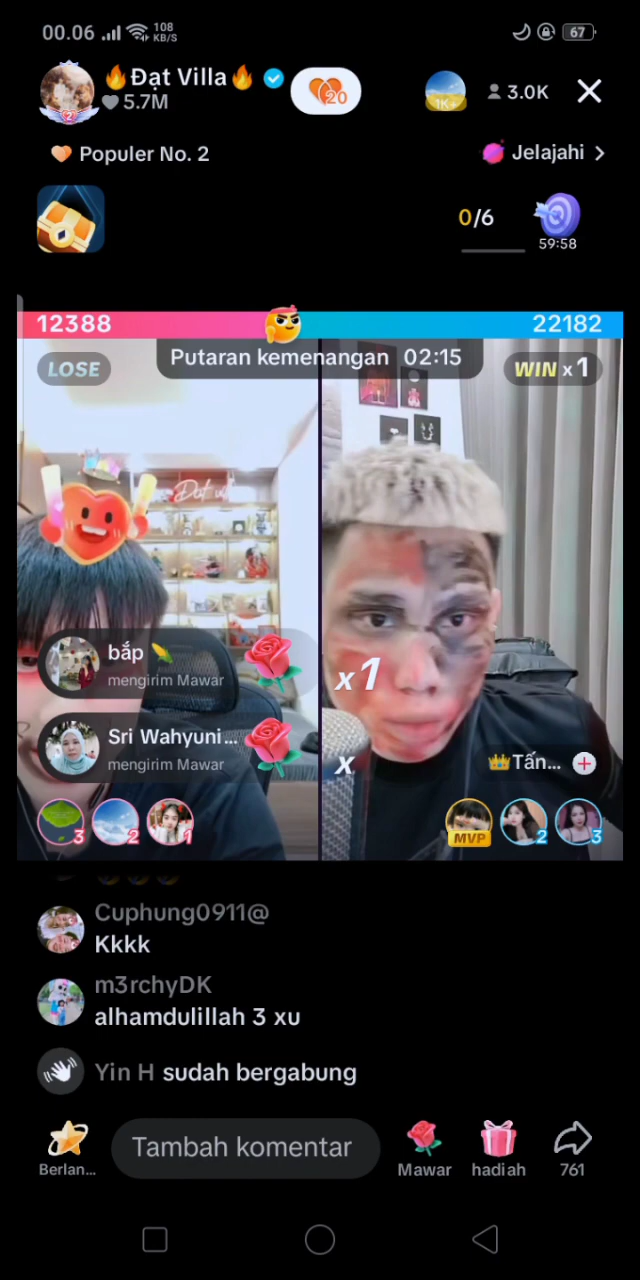 00.06
108
KB/S
67
🔥Đạt Villa🔥
20
5.7M
1K+
3.0K
Populer No. 2
Jelajahi
0/6
59:58
12388
22182
Putaran kemenangan 02:15
LOSE
WIN x 1
x1
bắp 🌽
mengirim Mawar
Sri Wahyuni...
mengirim Mawar
x
Tấn...
3
2
1
MVP
2
3
Cuphung0911@
Kkkk
m3rchyDK
alhamdulillah 3 xu
Yin H sudah bergabung
Berlan...
Tambah komentar
Mawar
hadiah
761